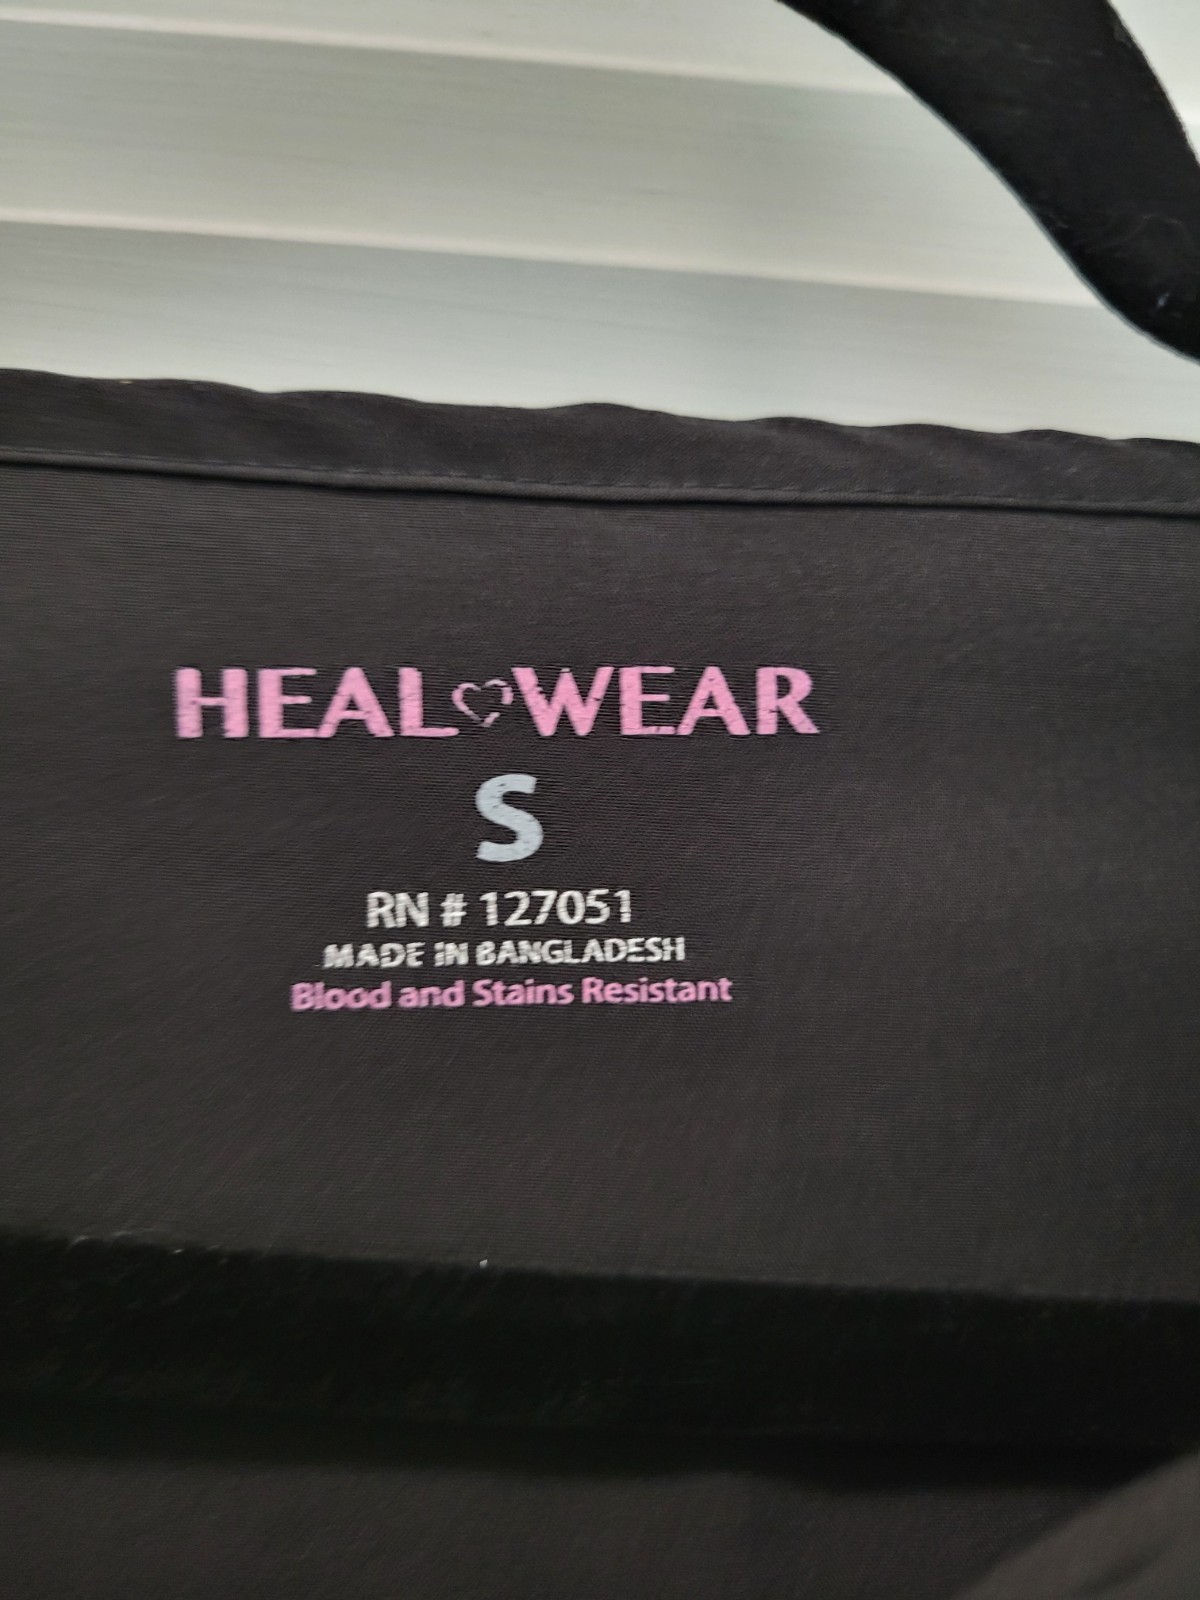 HEAL♡WEAR
S
RN # 127051
MADE IN BANGLADESH
Blood and Stains Resistant